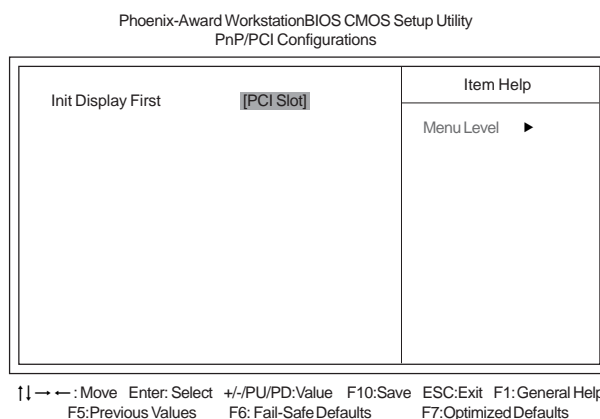 Phoenix-Award WorkstationBIOS CMOS Setup Utility
PnP/PCI Configurations
Init Display First [PCI Slot]
Item Help
Menu Level ►
↑↓→←: Move Enter: Select +/-/PU/PD:Value F10:Save ESC:Exit F1: General Help
F5:Previous Values F6: Fail-Safe Defaults F7:Optimized Defaults